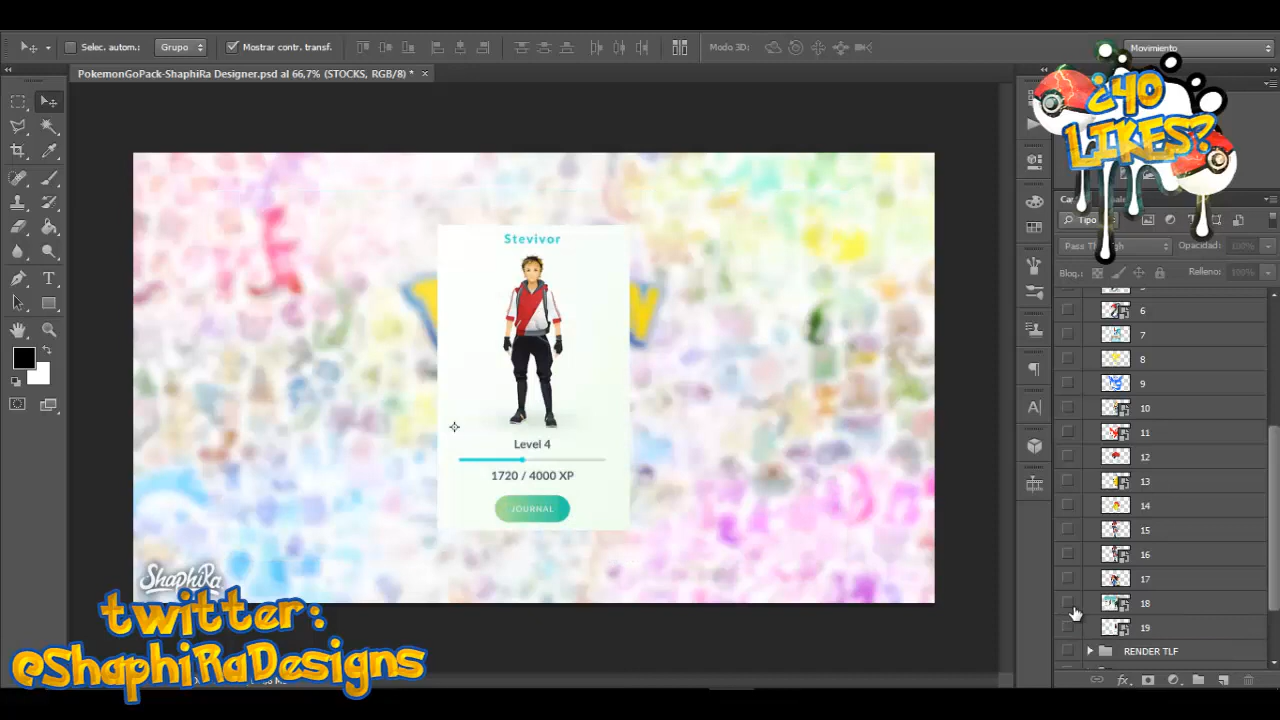 Selec. autom.: Grupo Mostrar contr. transf. Modo 3D: Movimiento
PokemonGoPack-ShaphiRa Designer.psd al 66,7% (STOCKS, RGB/8) *
¿40
LIKES?
Tipo
Opacidad: 100%
Bloq.: Relleno: 100%
Stevivor
Level 4
1720 / 4000 XP
JOURNAL
6
7
8
9
10
11
12
13
14
15
16
17
18
19
RENDER TLF
ShaphiRa
twitter:
@ShaphiRaDesigns